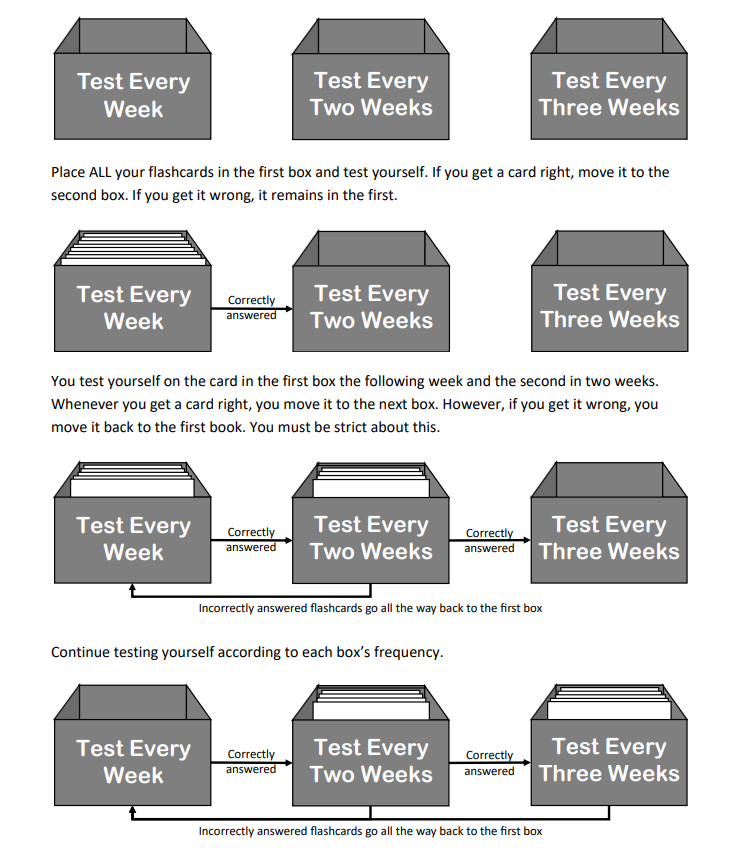 Test Every
Week
Test Every
Two Weeks
Test Every
Three Weeks
Place ALL your flashcards in the first box and test yourself. If you get a card right, move it to the
second box. If you get it wrong, it remains in the first.
Test Every
Week
Correctly
answered
Test Every
Two Weeks
Test Every
Three Weeks
You test yourself on the card in the first box the following week and the second in two weeks.
Whenever you get a card right, you move it to the next box. However, if you get it wrong, you
move it back to the first book. You must be strict about this.
Test Every
Week
Correctly
answered
Test Every
Two Weeks
Correctly
answered
Test Every
Three Weeks
Incorrectly answered flashcards go all the way back to the first box
Continue testing yourself according to each box’s frequency.
Test Every
Week
Correctly
answered
Test Every
Two Weeks
Correctly
answered
Test Every
Three Weeks
Incorrectly answered flashcards go all the way back to the first box